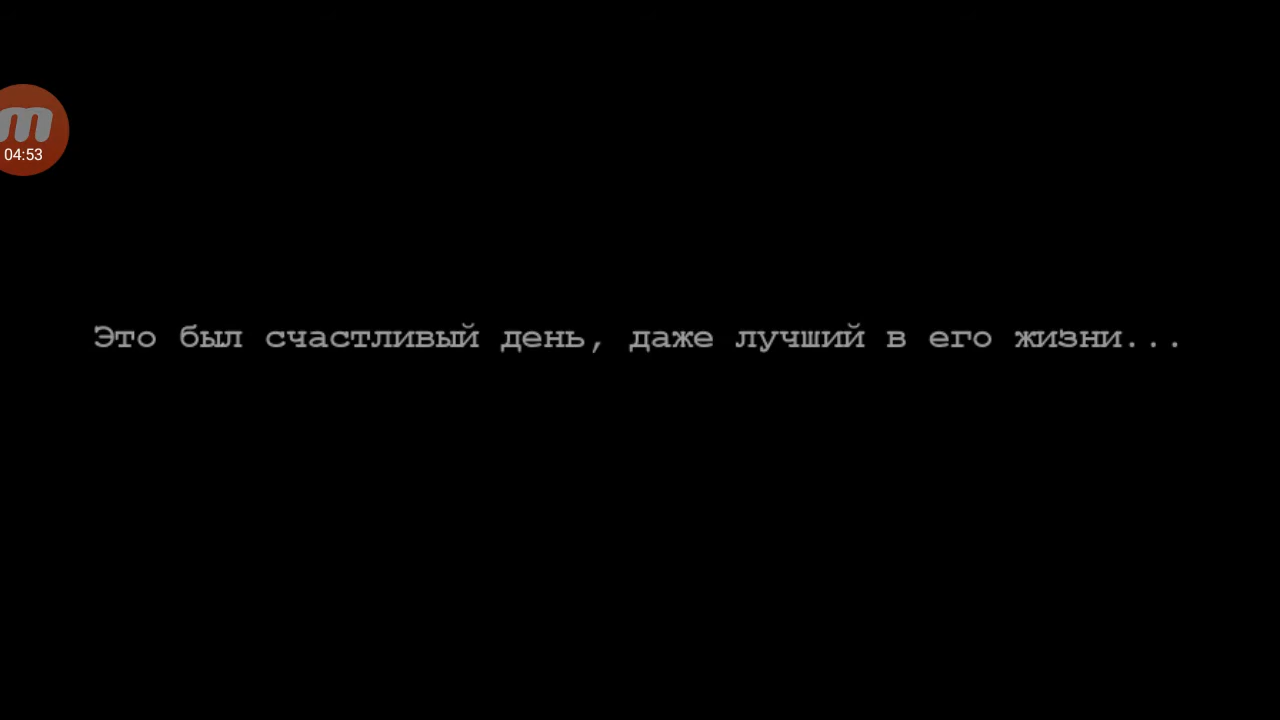 m
04:53
Это был счастливый день, даже лучший в его жизни...